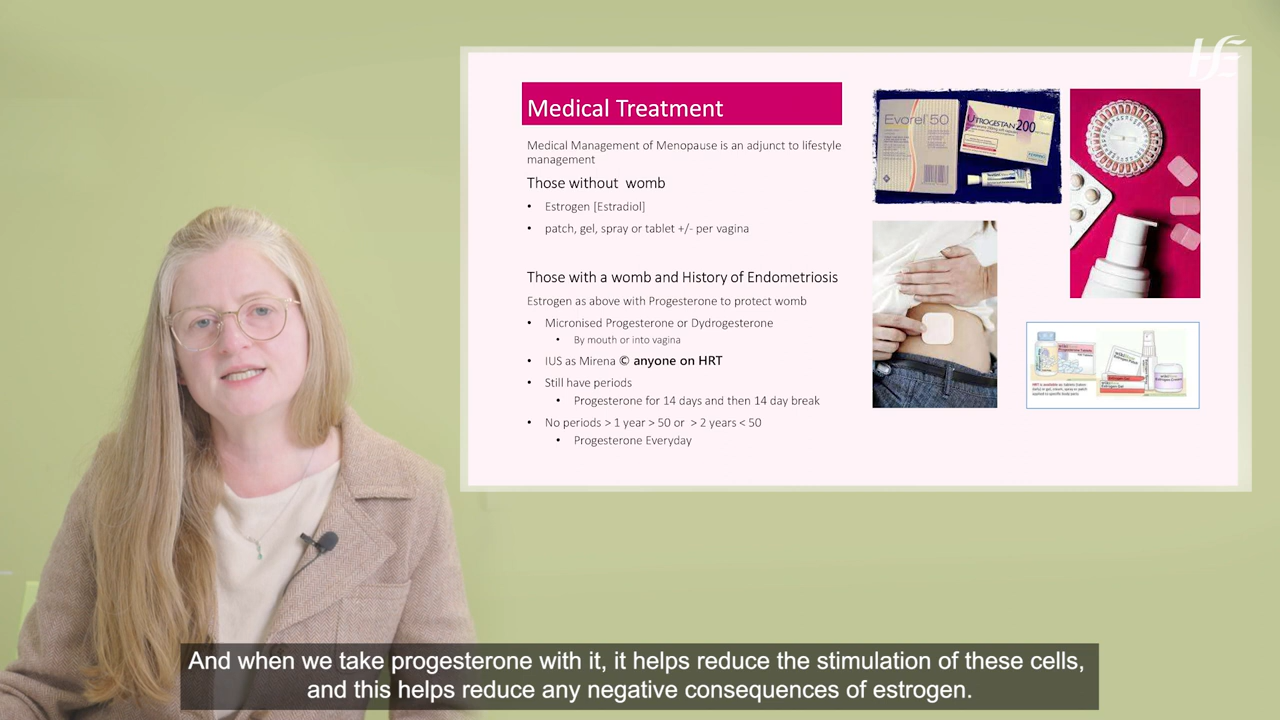 HSE
Medical Treatment
Medical Management of Menopause is an adjunct to lifestyle
management
Those without  womb
• Estrogen [Estradiol]
• patch, gel, spray or tablet +/- per vagina
Those with a womb and History of Endometriosis
Estrogen as above with Progesterone to protect womb
• Micronised Progesterone or Dydrogesterone
• By mouth or into vagina
• IUS as Mirena © anyone on HRT
• Still have periods
• Progesterone for 14 days and then 14 day break
• No periods > 1 year > 50 or  > 2 years < 50
• Progesterone Everyday
Evorel 50
UTROGESTAN 200
And when we take progesterone with it, it helps reduce the stimulation of these cells,
and this helps reduce any negative consequences of estrogen.